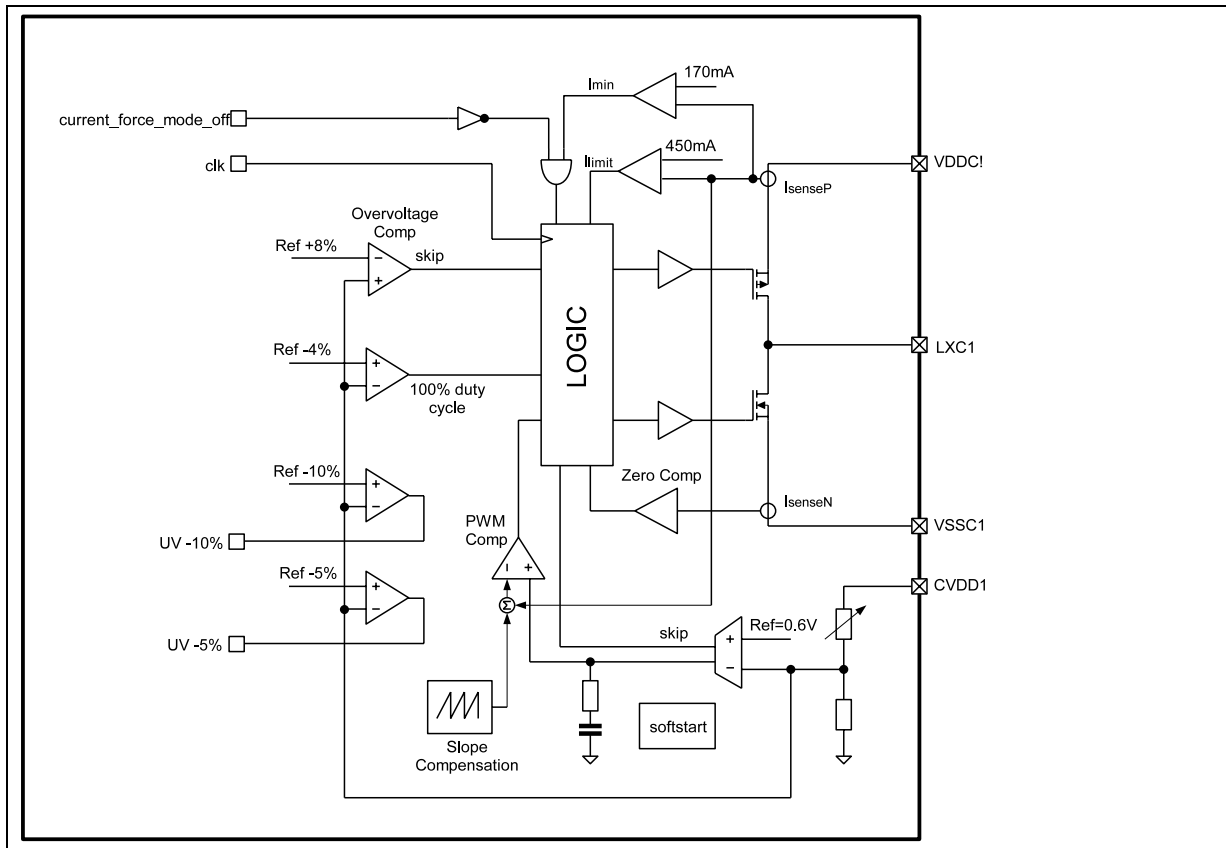 170mA
Imin
current_force_mode_off
450mA
clk
Ilimit
VDDC!
IsenseP
Overvoltage
Comp
Ref +8%
skip
−
+
LOGIC
Ref -4%
LXC1
+
−
100% duty
cycle
Ref -10%
Zero Comp
+
−
IsenseN
PWM
Comp
VSSC1
UV -10%
− +
Ref -5%
CVDD1
+
−
Σ
Ref=0.6V
skip
+
−
UV -5%
softstart
Slope
Compensation